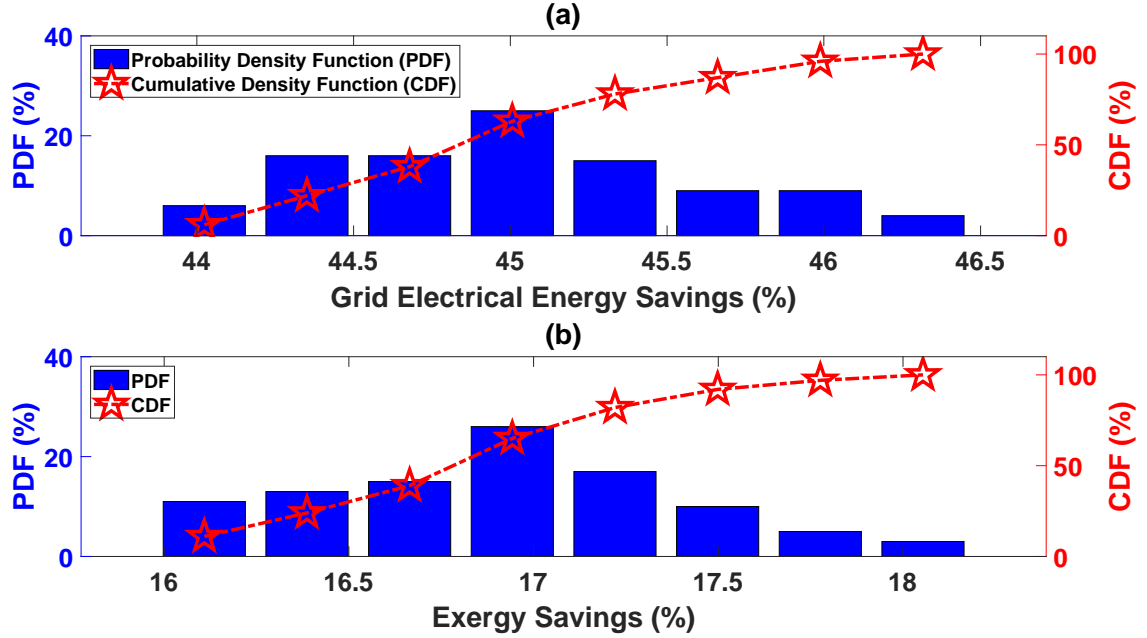 (a)
40
20
0
PDF (%)
Probability Density Function (PDF)
Cumulative Density Function (CDF)
100
50
0
CDF (%)
44 44.5 45 45.5 46 46.5
Grid Electrical Energy Savings (%)
(b)
40
20
0
PDF (%)
PDF
CDF
100
50
0
CDF (%)
16 16.5 17 17.5 18
Exergy Savings (%)